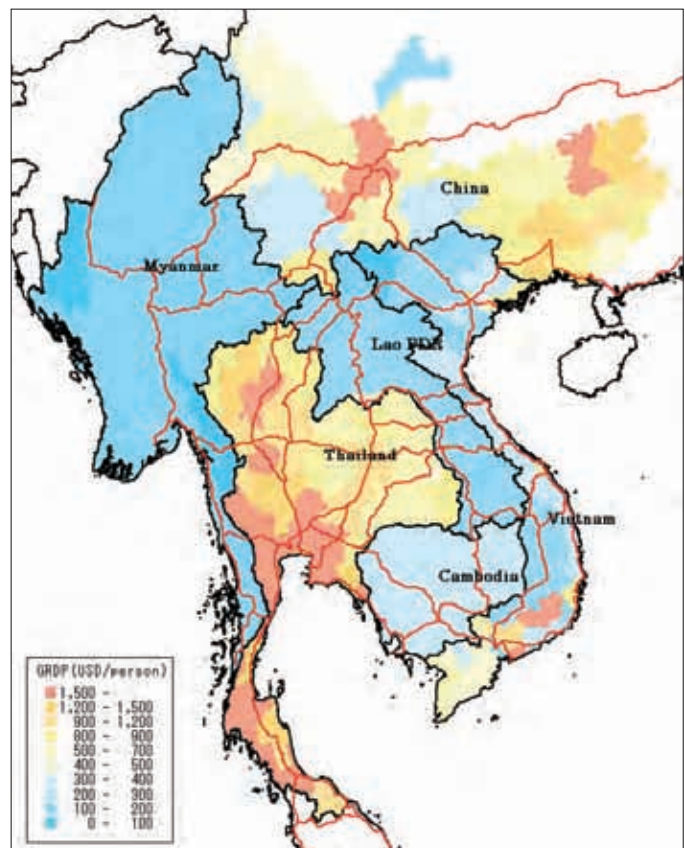 China
Myanmar
Lao PDR
Thailand
Vietnam
Cambodia
GRDP(USD/person)
1,500 -
1,200 - 1,500
900 - 1,200
800 - 900
500 - 700
400 - 500
300 - 400
200 - 300
100 - 200
0 - 100